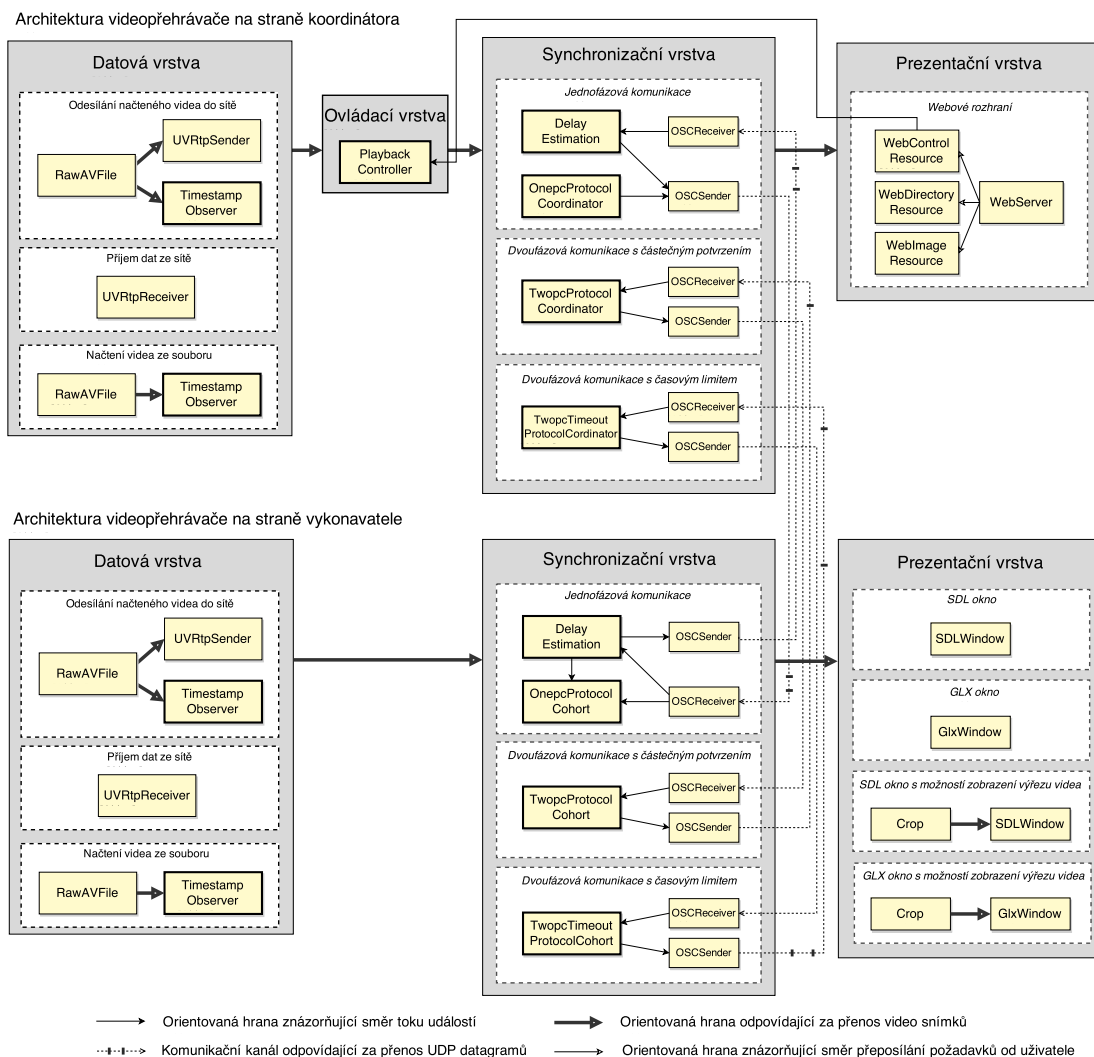 Architektura videopřehrávače na straně koordinátora
Datová vrstva
Odesílání načteného videa do sítě
RawAVFile
UVRtpSender
Timestamp
Observer
Příjem dat ze sítě
UVRtpReceiver
Načtení videa ze souboru
RawAVFile
Timestamp
Observer
Ovládací vrstva
Playback
Controller
Synchronizační vrstva
Jednofázová komunikace
Delay
Estimation
OSCReceiver
OnepcProtocol
Coordinator
OSCSender
Dvoufázová komunikace s částečným potvrzením
TwopcProtocol
Coordinator
OSCReceiver
OSCSender
Dvoufázová komunikace s časovým limitem
TwopcTimeout
ProtocolCordinator
OSCReceiver
OSCSender
Prezentační vrstva
Webové rozhraní
WebControl
Resource
WebDirectory
Resource
WebImage
Resource
WebServer
Architektura videopřehrávače na straně vykonavatele
Datová vrstva
Odesílání načteného videa do sítě
RawAVFile
UVRtpSender
Timestamp
Observer
Příjem dat ze sítě
UVRtpReceiver
Načtení videa ze souboru
RawAVFile
Timestamp
Observer
Synchronizační vrstva
Jednofázová komunikace
Delay
Estimation
OSCSender
OnepcProtocol
Cohort
OSCReceiver
Dvoufázová komunikace s částečným potvrzením
TwopcProtocol
Cohort
OSCReceiver
OSCSender
Dvoufázová komunikace s časovým limitem
TwopcTimeout
ProtocolCohort
OSCReceiver
OSCSender
Prezentační vrstva
SDL okno
SDLWindow
GLX okno
GlxWindow
SDL okno s možností zobrazení výřezu videa
Crop
SDLWindow
GLX okno s možností zobrazení výřezu videa
Crop
GlxWindow
Orientovaná hrana znázorňující směr toku událostí
Orientovaná hrana odpovídající za přenos video snímků
Komunikační kanál odpovídající za přenos UDP datagramů
Orientovaná hrana znázorňující směr přeposílání požadavků od uživatele